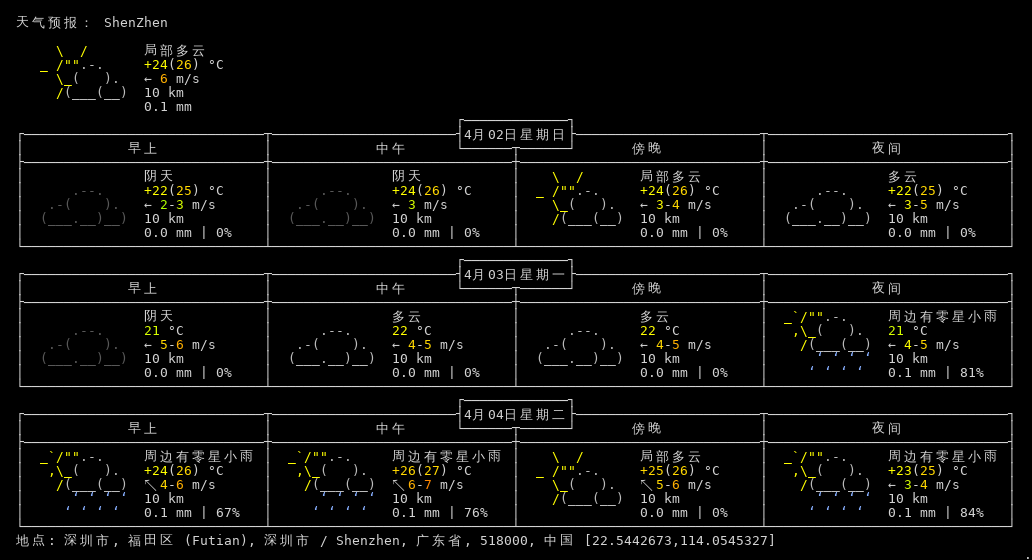 天气预报： ShenZhen
局部多云
+24(26) °C
← 6 m/s
10 km
0.1 mm
4月02日星期日
早上 中午 傍晚 夜间
阴天 阴天 局部多云 多云
+22(25) °C +24(26) °C +24(26) °C +22(25) °C
← 2-3 m/s ← 3 m/s ← 3-4 m/s ← 3-5 m/s
10 km 10 km 10 km 10 km
0.0 mm | 0% 0.0 mm | 0% 0.0 mm | 0% 0.0 mm | 0%
4月03日星期一
早上 中午 傍晚 夜间
阴天 多云 多云 周边有零星小雨
21 °C 22 °C 22 °C 21 °C
← 5-6 m/s ← 4-5 m/s ← 4-5 m/s ← 4-5 m/s
10 km 10 km 10 km 10 km
0.0 mm | 0% 0.0 mm | 0% 0.0 mm | 0% 0.1 mm | 81%
4月04日星期二
早上 中午 傍晚 夜间
周边有零星小雨 周边有零星小雨 局部多云 周边有零星小雨
+24(26) °C +26(27) °C +25(26) °C +23(25) °C
↖ 4-6 m/s ↖ 6-7 m/s ↖ 5-6 m/s ← 3-4 m/s
10 km 10 km 10 km 10 km
0.1 mm | 67% 0.1 mm | 76% 0.0 mm | 0% 0.1 mm | 84%
地点: 深圳市, 福田区 (Futian), 深圳市 / Shenzhen, 广东省, 518000, 中国 [22.5442673,114.0545327]